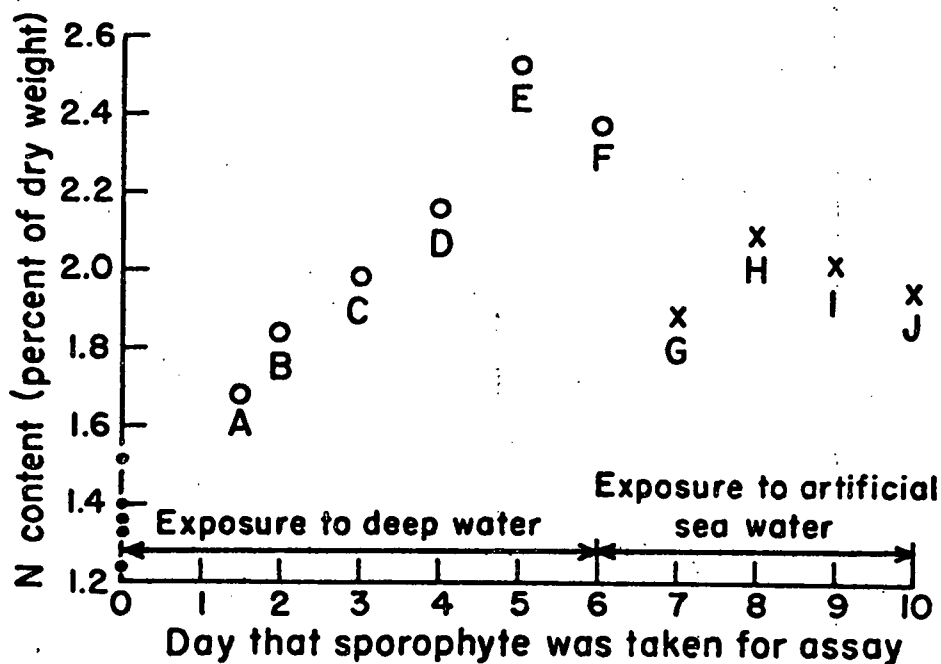 N content (percent of dry weight)
2.6
2.4
2.2
2.0
1.8
1.6
1.4
1.2
E
F
D
C
B
A
H
I
J
G
Exposure to deep water
Exposure to artificial
sea water
0 1 2 3 4 5 6 7 8 9 10
Day that sporophyte was taken for assay